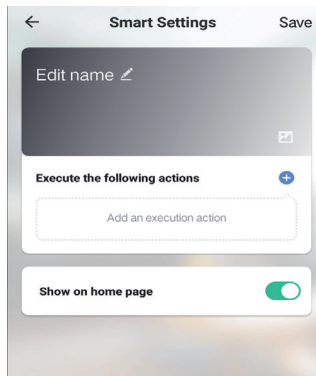 Smart Settings
Save
Edit name
Execute the following actions
Add an execution action
Show on home page